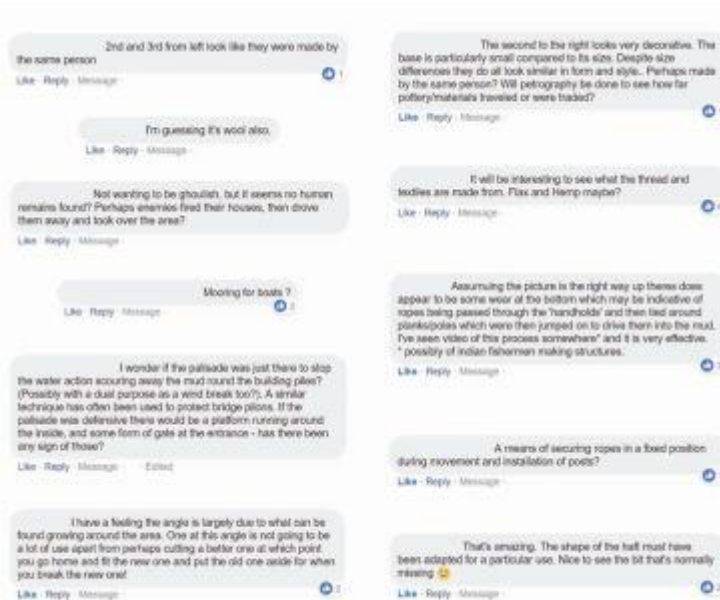 2nd and 3rd from left look like they were made by
the same person
Like · Reply · Message
1
I'm guessing it's wool also.
Like · Reply · Message
Not wanting to be ghoulish, but it seems no human
remains found? Perhaps enemies fired their houses, then drove
them away and took over the area?
Like · Reply · Message
Mooring for boats ?
Like · Reply · Message
I wonder if the palisade was just there to stop
the water action scouring away the mud round the building piles?
(Possibly with a dual purpose as a wind break too?). A similar
technique has often been used to protect bridge pilons. If the
palisade was defensive there would be a platform running around
the inside, and some form of gate at the entrance - has there been
any sign of those?
Like · Reply · Message · Edited
I have a feeling the angle is largely due to what can be
found growing around the area. One at this angle is not going to be
a lot of use apart from perhaps cutting a better one at which point
you go home and fit the new one and put the old one aside for when
you break the new one!
Like · Reply · Message
2
The second to the right looks very decorative. The
base is particularly small compared to its size. Despite size
differences they do all look similar in form and style.. Perhaps made
by the same person? Will petrography be done to see how far
pottery/materials traveled or were traded?
Like · Reply · Message
It will be interesting to see what the thread and
textiles are made from. Flax and Hemp maybe?
Like · Reply · Message
Assumuing the picture is the right way up theres does
appear to be some wear at the bottom which may be indicative of
ropes being passed through the 'handholds' and then tied around
planks/poles which were then jumped on to drive them into the mud.
I've seen video of this process somewhere* and it is very effective.
* possibly of indian fishermen making structures.
Like · Reply · Message
A means of securing ropes in a fixed position
during movement and installation of posts?
Like · Reply · Message
That's amazing. The shape of the haft must have
been adapted for a particular use. Nice to see the bit that's normally
missing
Like · Reply · Message